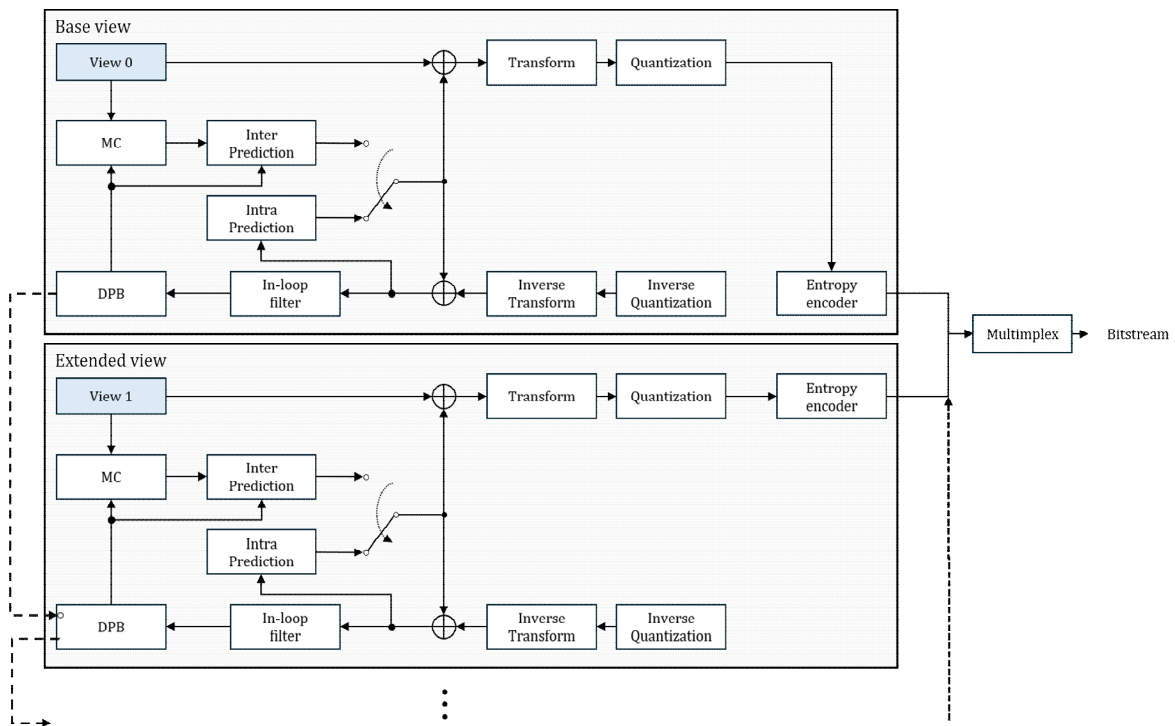 Base view
View 0
Transform
Quantization
MC
Inter
Prediction
Intra
Prediction
DPB
In-loop
filter
Inverse
Transform
Inverse
Quantization
Entropy
encoder
Multimplex
Bitstream
Extended view
View 1
Transform
Quantization
Entropy
encoder
MC
Inter
Prediction
Intra
Prediction
DPB
In-loop
filter
Inverse
Transform
Inverse
Quantization